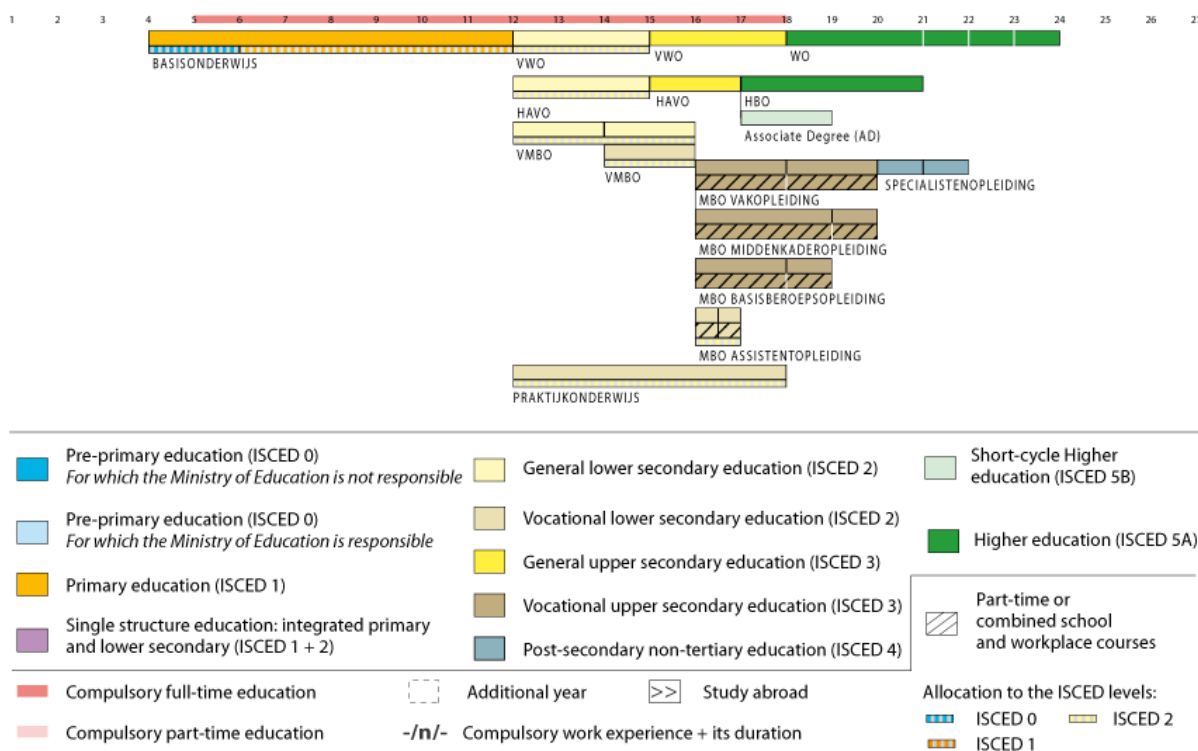 1 2 3 4 5 6 7 8 9 10 11 12 13 14 15 16 17 18 19 20 21 22 23 24 25 26 27
BASISONDERWIJS
VWO
VWO
WO
HAVO
HAVO
HBO
Associate Degree (AD)
VMBO
VMBO
MBO VAKOPLEIDING
SPECIALISTENOPLEIDING
MBO MIDDENKADEROPLEIDING
MBO BASISBEROEPSOPLEIDING
MBO ASSISTENTOPLEIDING
PRAKTIJKONDERWIJS
Pre-primary education (ISCED 0)
For which the Ministry of Education is not responsible
Pre-primary education (ISCED 0)
For which the Ministry of Education is responsible
Primary education (ISCED 1)
Single structure education: integrated primary
and lower secondary (ISCED 1 + 2)
General lower secondary education (ISCED 2)
Vocational lower secondary education (ISCED 2)
General upper secondary education (ISCED 3)
Vocational upper secondary education (ISCED 3)
Post-secondary non-tertiary education (ISCED 4)
Short-cycle Higher
education (ISCED 5B)
Higher education (ISCED 5A)
Part-time or
combined school
and workplace courses
Compulsory full-time education
Compulsory part-time education
Additional year
>> Study abroad
-/n/- Compulsory work experience + its duration
Allocation to the ISCED levels:
ISCED 0
ISCED 2
ISCED 1